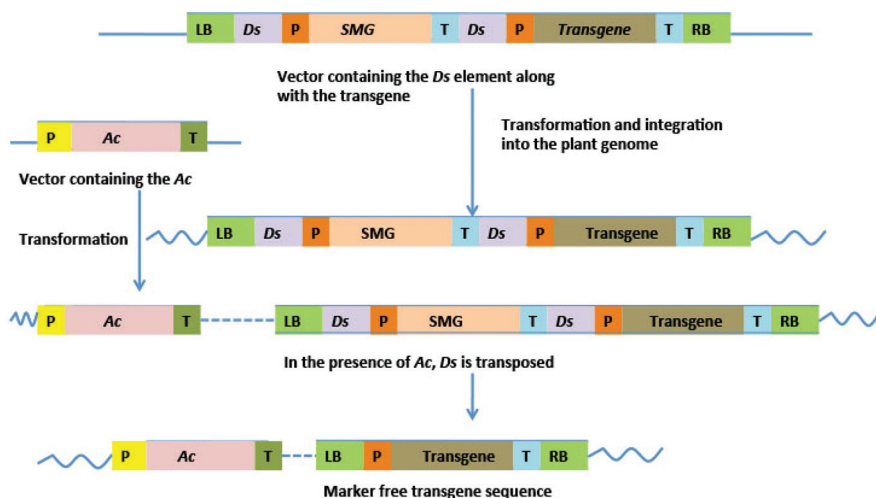 LB Ds P SMG T Ds P Transgene T RB
Vector containing the Ds element along
with the transgene
P Ac T
Transformation and integration
into the plant genome
Vector containing the Ac
Transformation
LB Ds P SMG T Ds P Transgene T RB
P Ac T LB Ds P SMG T Ds P Transgene T RB
In the presence of Ac, Ds is transposed
P Ac T LB P Transgene T RB
Marker free transgene sequence